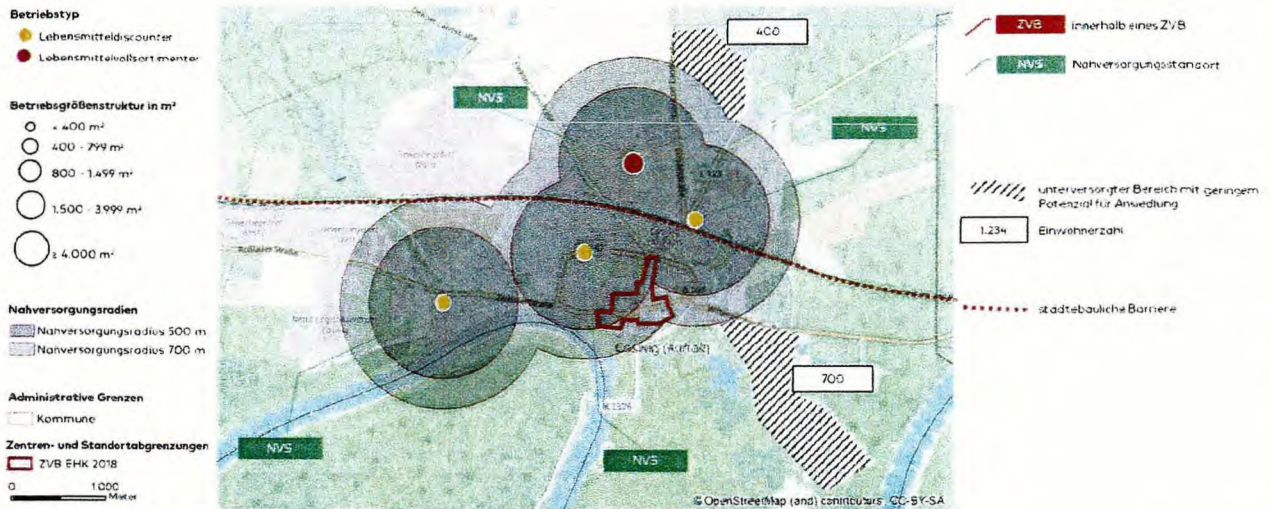 Betriebstyp
Lebensmitteldiscounter
Lebensmittelvollsortimenter
Betriebsgrößenstruktur in m²
< 400 m²
400 - 799 m²
800 - 1.499 m²
1.500 - 3.999 m²
≥ 4.000 m²
Nahversorgungsradien
Nahversorgungsradius 500 m
Nahversorgungsradius 700 m
Administrative Grenzen
Kommune
Zentren- und Standortabgrenzungen
ZVB EHK 2018
0 1.000
Meter
400
NVS
NVS
Coswig (Anhalt)
700
NVS
NVS
© OpenStreetMap (and) contributors, CC-BY-SA
ZVB innerhalb eines ZVB
NVS Nahversorgungsstandort
unterversorgter Bereich mit geringem
Potenzial für Ansiedlung
1.234 Einwohnerzahl
städtebauliche Barriere